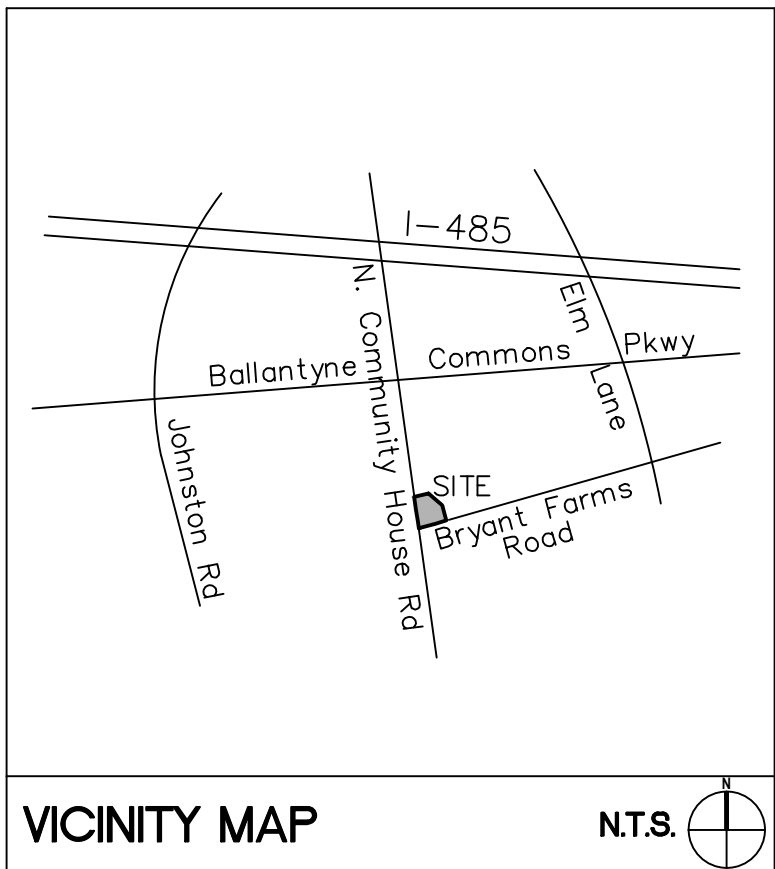 I-485
N. Community House Rd
Elm Lane
Ballantyne Commons Pkwy
Johnston Rd
SITE
Bryant Farms
Road
VICINITY MAP
N.T.S.
N